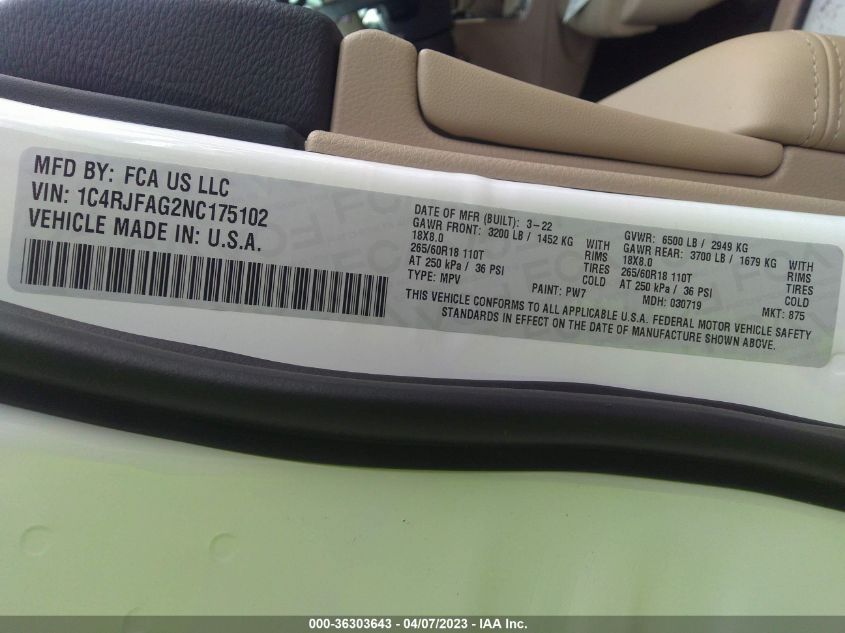 MFD BY: FCA US LLC
VIN: 1C4RJFAG2NC175102
VEHICLE MADE IN: U.S.A.
DATE OF MFR (BUILT): 3-22
GVWR: 6500 LB / 2949 KG
GAWR FRONT: 3200 LB / 1452 KG WITH
GAWR REAR: 3700 LB / 1679 KG WITH
18X8.0 RIMS
18X8.0 RIMS
265/60R18 110T TIRES
265/60R18 110T TIRES
AT 250 kPa / 36 PSI COLD
AT 250 kPa / 36 PSI COLD
TYPE: MPV
PAINT: PW7
MDH: 030719
MKT: 875
THIS VEHICLE CONFORMS TO ALL APPLICABLE U.S.A. FEDERAL MOTOR VEHICLE SAFETY
STANDARDS IN EFFECT ON THE DATE OF MANUFACTURE SHOWN ABOVE.
000-36303643 - 04/07/2023 - IAA Inc.